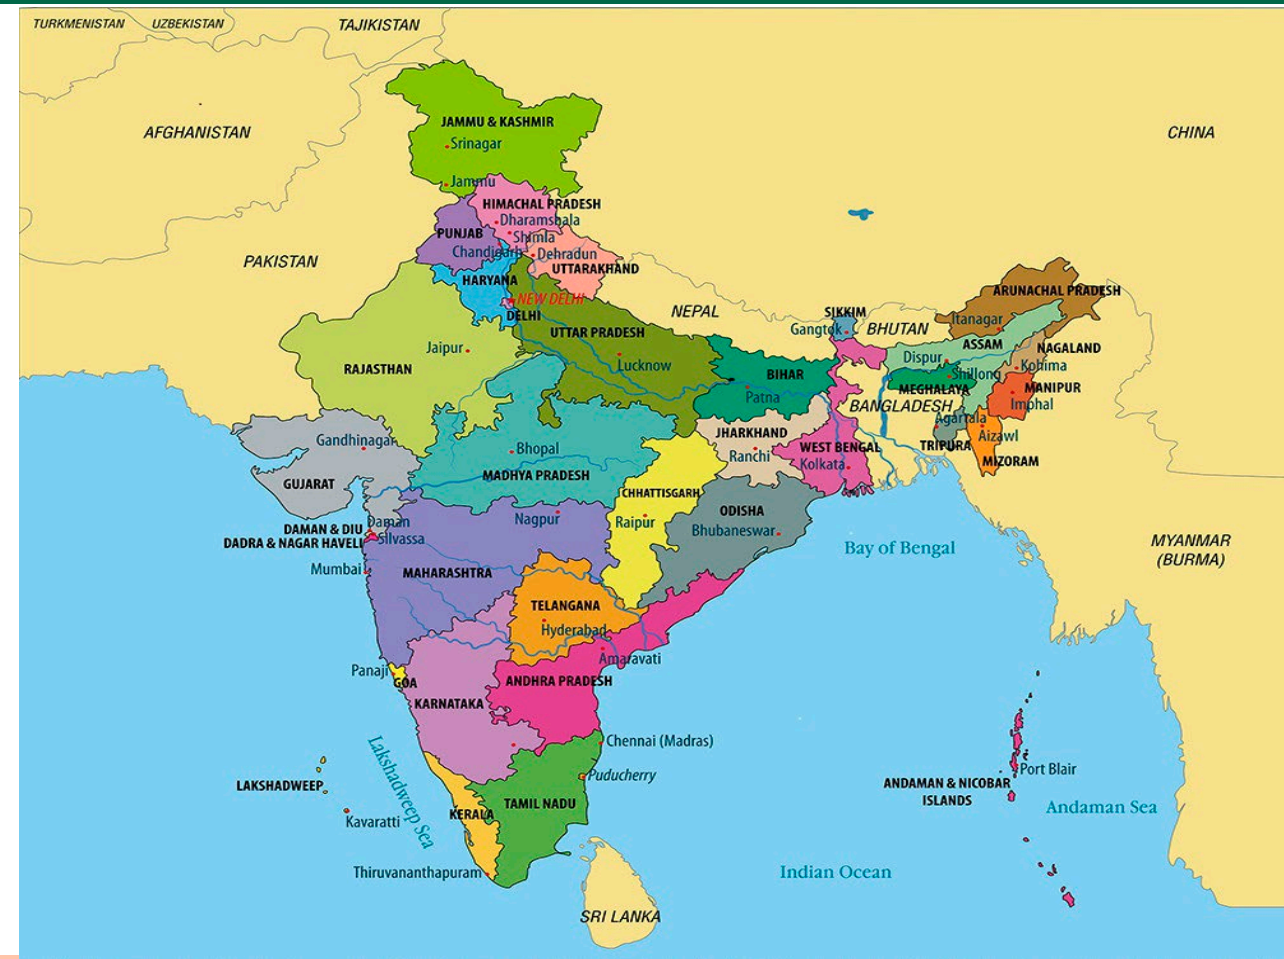 TURKMENISTAN
UZBEKISTAN
TAJIKISTAN
AFGHANISTAN
CHINA
JAMMU & KASHMIR
Srinagar
Jammu
HIMACHAL PRADESH
Dharamshala
Shimla
PUNJAB
Chandigarh
Dehradun
UTTARAKHAND
PAKISTAN
HARYANA
NEW DELHI
DELHI
NEPAL
SIKKIM
Gangtok
BHUTAN
ARUNACHAL PRADESH
Itanagar
ASSAM
Dispur
NAGALAND
Kohima
Shillong
MEGHALAYA
MANIPUR
Imphal
BANGLADESH
Agartala
TRIPURA
Aizawl
MIZORAM
UTTAR PRADESH
Lucknow
Jaipur
RAJASTHAN
BIHAR
Patna
JHARKHAND
Ranchi
WEST BENGAL
Kolkata
Gandhinagar
GUJARAT
Bhopal
MADHYA PRADESH
CHHATTISGARH
Raipur
ODISHA
Bhubaneswar
DAMAN & DIU
Daman
DADRA & NAGAR HAVELI
Silvassa
Nagpur
Mumbai
MAHARASHTRA
Bay of Bengal
MYANMAR
(BURMA)
TELANGANA
Hyderabad
Amaravati
Panaji
GOA
ANDHRA PRADESH
KARNATAKA
Chennai (Madras)
Puducherry
LAKSHADWEEP
Kavaratti
Lakshadweep Sea
KERALA
TAMIL NADU
Thiruvananthapuram
Port Blair
ANDAMAN & NICOBAR
ISLANDS
Andaman Sea
Indian Ocean
SRI LANKA